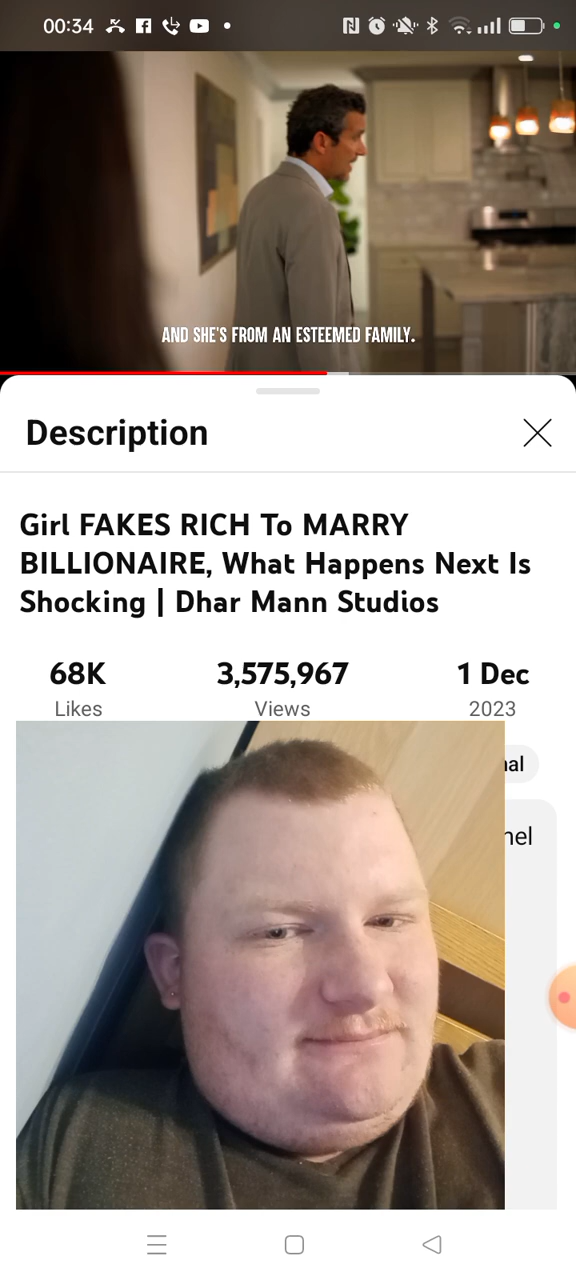 00:34
AND SHE'S FROM AN ESTEEMED FAMILY.
Description
Girl FAKES RICH To MARRY
BILLIONAIRE, What Happens Next Is
Shocking | Dhar Mann Studios
68K 3,575,967 1 Dec
Likes Views 2023